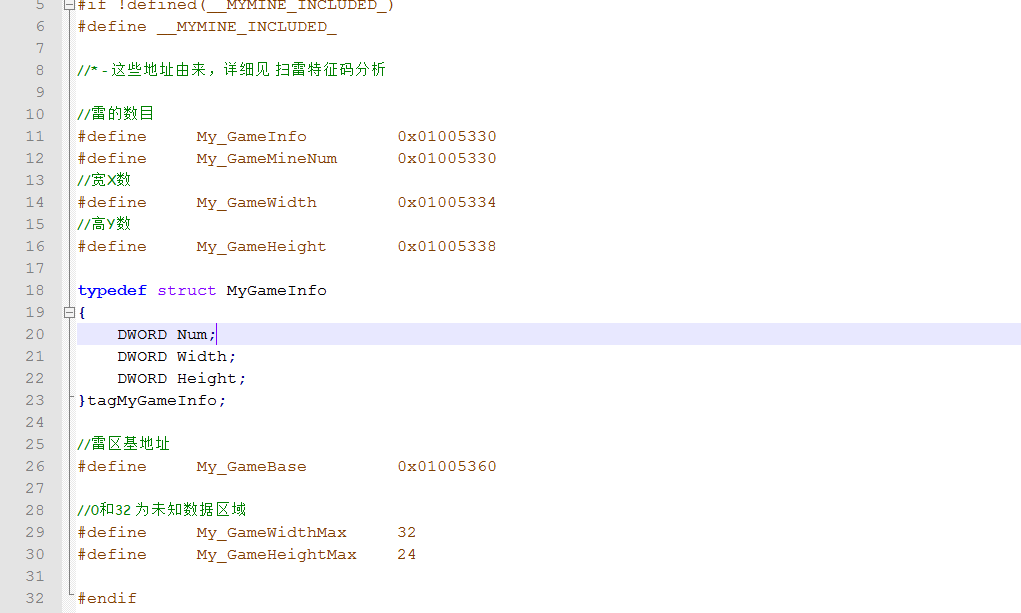 5 #if !defined(__MYMINE_INCLUDED_)
6 #define __MYMINE_INCLUDED_
7
8 //* - 这些地址由来，详细见 扫雷特征码分析
9
10 //雷的数目
11 #define My_GameInfo 0x01005330
12 #define My_GameMineNum 0x01005330
13 //宽X数
14 #define My_GameWidth 0x01005334
15 //高Y数
16 #define My_GameHeight 0x01005338
17
18 typedef struct MyGameInfo
19 {
20 DWORD Num;
21 DWORD Width;
22 DWORD Height;
23 }tagMyGameInfo;
24
25 //雷区基地址
26 #define My_GameBase 0x01005360
27
28 //0和32 为未知数据区域
29 #define My_GameWidthMax 32
30 #define My_GameHeightMax 24
31
32 #endif